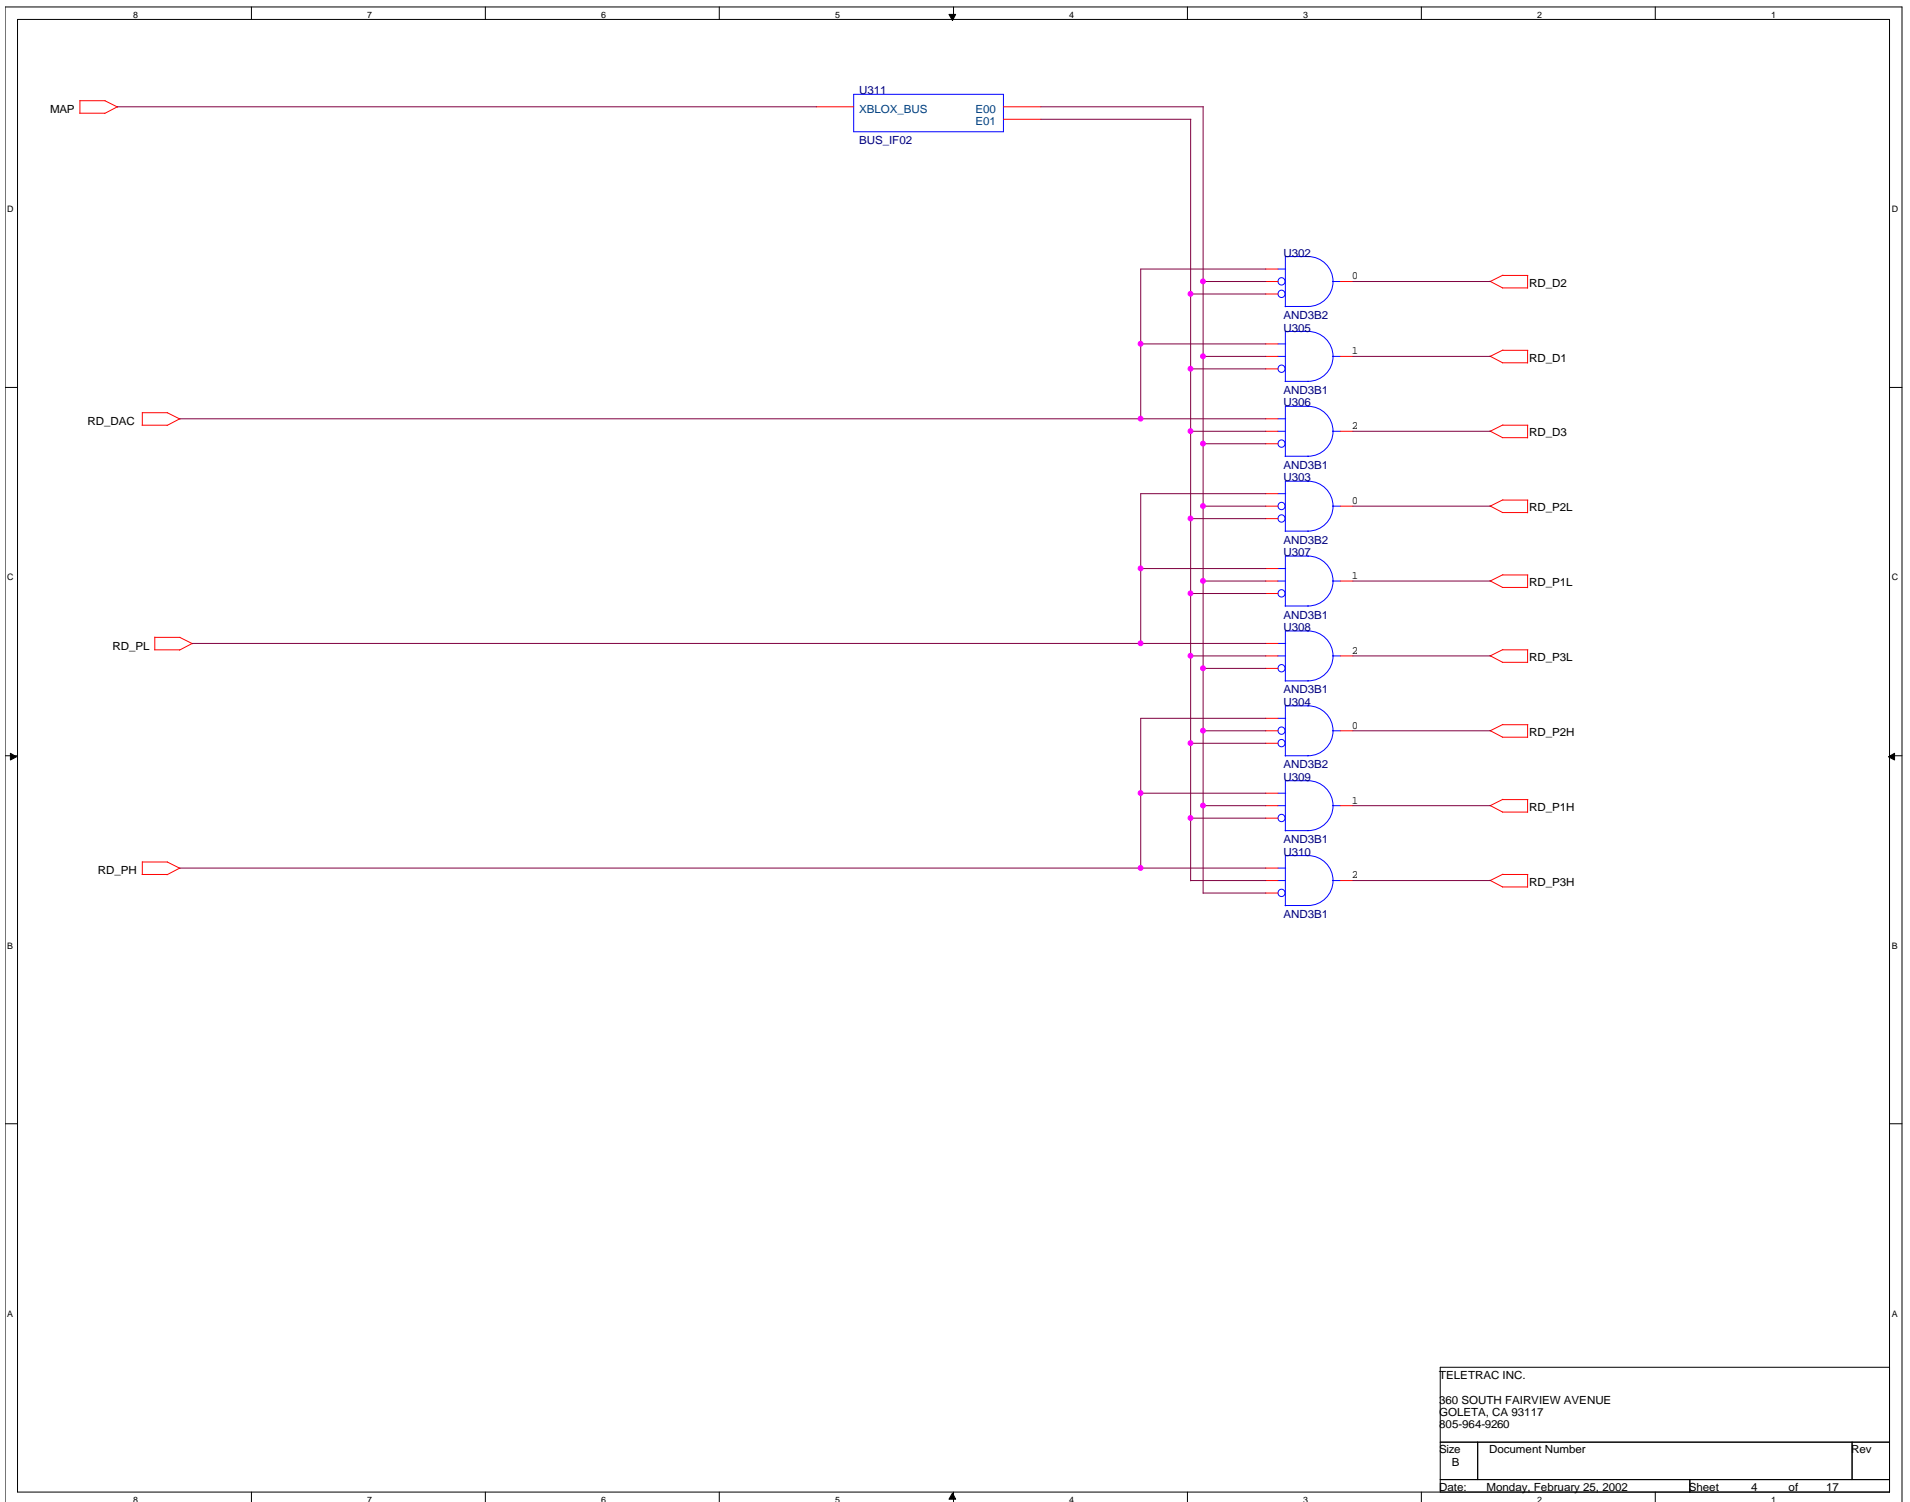 8 7 6 5 4 3 2 1
U311
MAP XBLOX_BUS E00
E01
BUS_IF02
D D
U302
0
RD_D2
AND3B2
U305
1
RD_D1
AND3B1
U306
RD_DAC 2
RD_D3
AND3B1
U303
0
RD_P2L
AND3B2
U307
1
C RD_P1L C
AND3B1
U308
RD_PL 2
RD_P3L
AND3B1
U304
0
RD_P2H
AND3B2
U309
1
RD_P1H
AND3B1
U310
RD_PH 2
RD_P3H
AND3B1
B B
A A
TELETRAC INC.
360 SOUTH FAIRVIEW AVENUE
GOLETA, CA 93117
805-964-9260
Size Document Number Rev
B
Date: Monday, February 25, 2002 Sheet 4 of 17
8 7 6 5 4 3 2 1